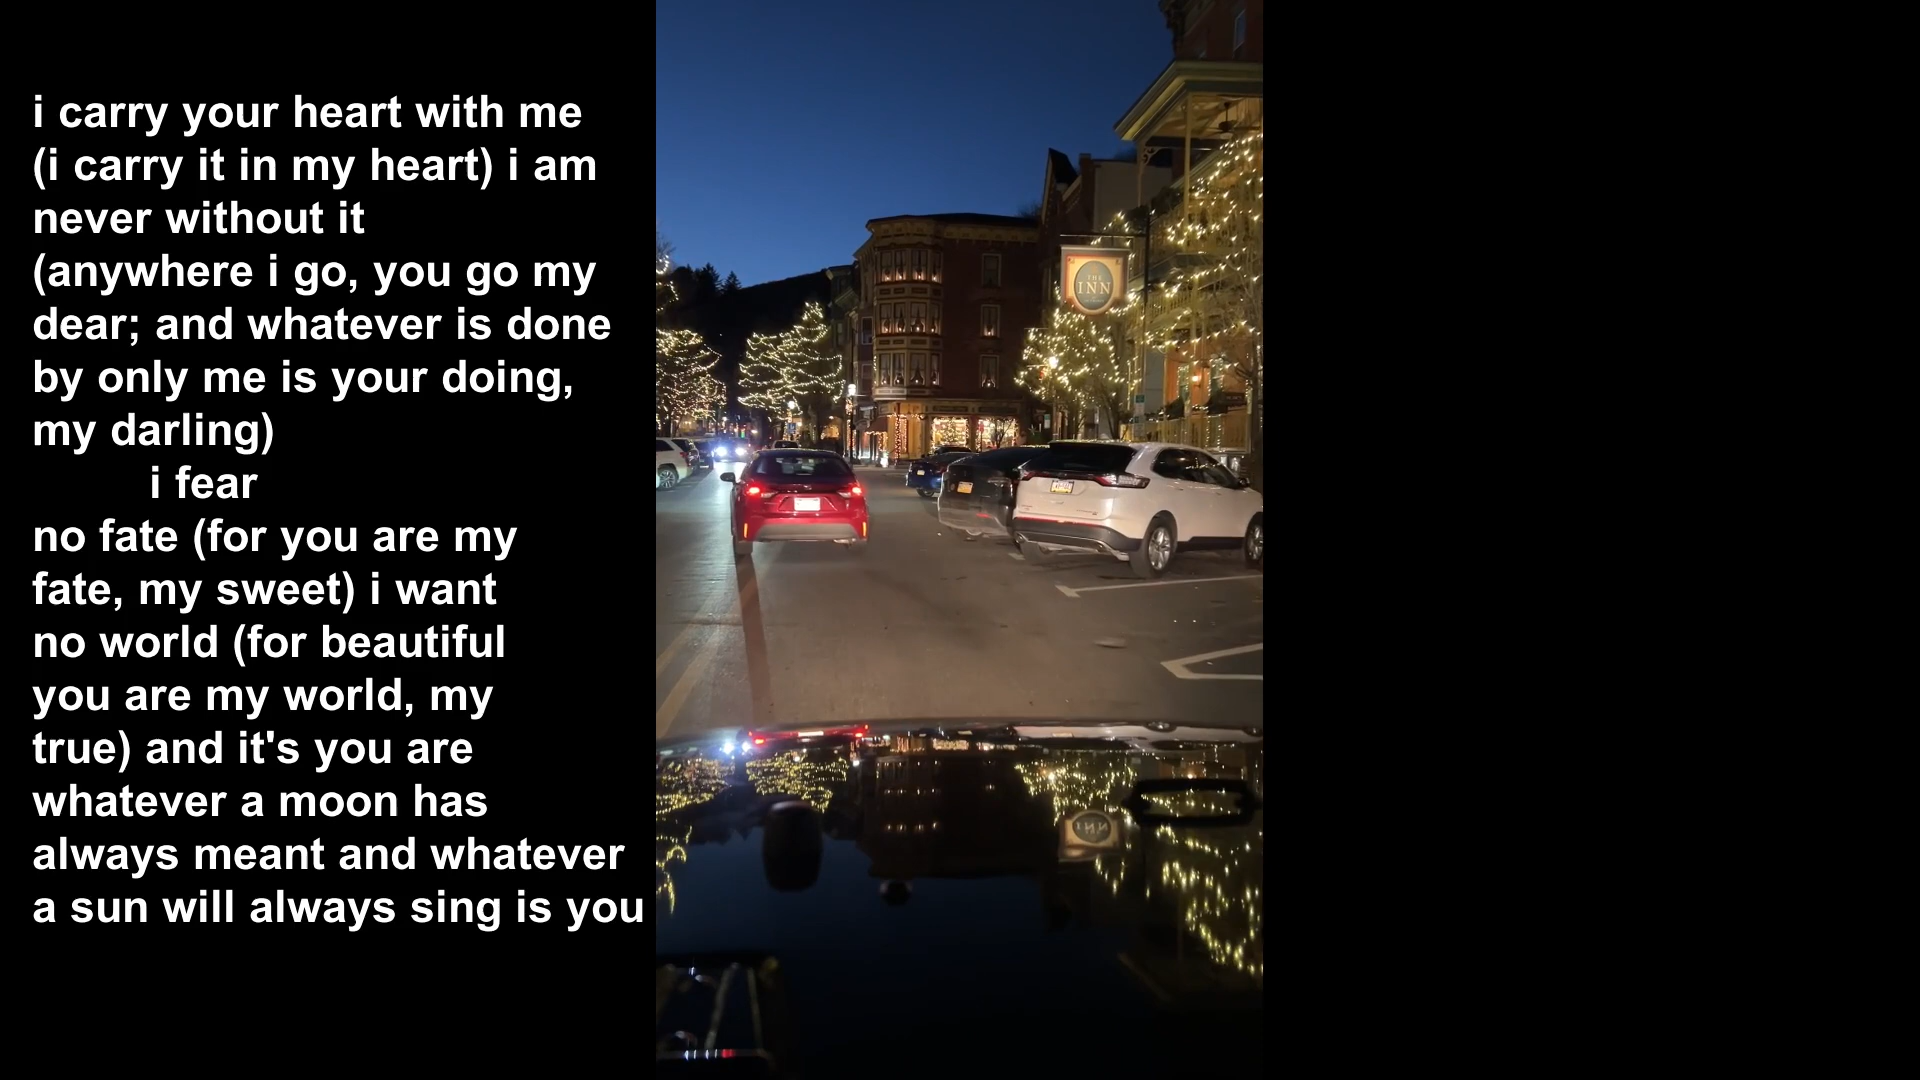 i carry your heart with me
(i carry it in my heart) i am
never without it
(anywhere i go, you go my
dear; and whatever is done
by only me is your doing,
my darling)
i fear
no fate (for you are my
fate, my sweet) i want
no world (for beautiful
you are my world, my
true) and it's you are
whatever a moon has
always meant and whatever
a sun will always sing is you
THE
INN